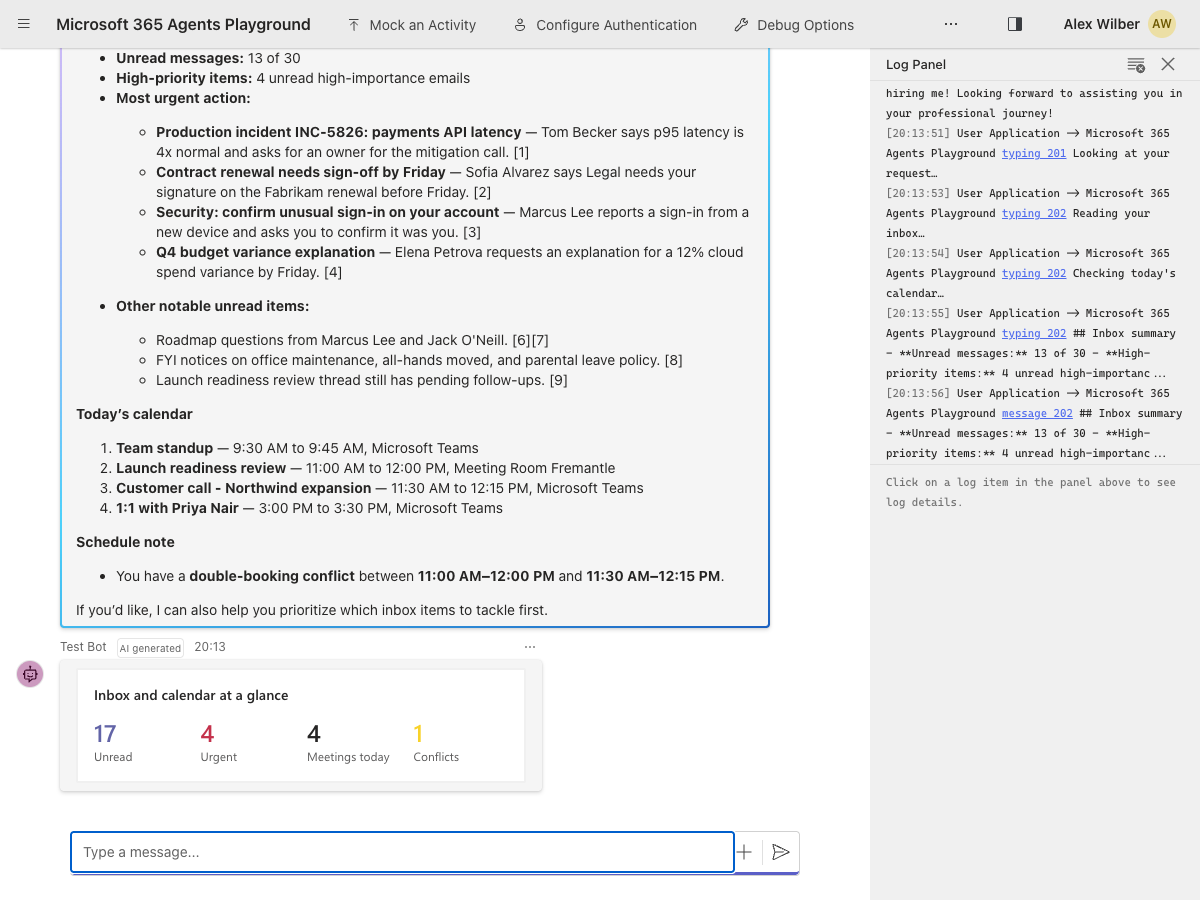 Microsoft 365 Agents Playground
Mock an Activity
Configure Authentication
Debug Options
Alex Wilber
AW
Unread messages: 13 of 30
High-priority items: 4 unread high-importance emails
Most urgent action:
Production incident INC-5826: payments API latency — Tom Becker says p95 latency is
4x normal and asks for an owner for the mitigation call. [1]
Contract renewal needs sign-off by Friday — Sofia Alvarez says Legal needs your
signature on the Fabrikam renewal before Friday. [2]
Security: confirm unusual sign-in on your account — Marcus Lee reports a sign-in from a
new device and asks you to confirm it was you. [3]
Q4 budget variance explanation — Elena Petrova requests an explanation for a 12% cloud
spend variance by Friday. [4]
Other notable unread items:
Roadmap questions from Marcus Lee and Jack O'Neill. [6][7]
FYI notices on office maintenance, all-hands moved, and parental leave policy. [8]
Launch readiness review thread still has pending follow-ups. [9]
Today’s calendar
1. Team standup — 9:30 AM to 9:45 AM, Microsoft Teams
2. Launch readiness review — 11:00 AM to 12:00 PM, Meeting Room Fremantle
3. Customer call - Northwind expansion — 11:30 AM to 12:15 PM, Microsoft Teams
4. 1:1 with Priya Nair — 3:00 PM to 3:30 PM, Microsoft Teams
Schedule note
You have a double-booking conflict between 11:00 AM–12:00 PM and 11:30 AM–12:15 PM.
If you’d like, I can also help you prioritize which inbox items to tackle first.
Test Bot AI generated 20:13
Inbox and calendar at a glance
17 4 4 1
Unread Urgent Meetings today Conflicts
Type a message...
Log Panel
hiring me! Looking forward to assisting you in
your professional journey!
[20:13:51] User Application → Microsoft 365
Agents Playground typing 201 Looking at your
request…
[20:13:53] User Application → Microsoft 365
Agents Playground typing 202 Reading your
inbox…
[20:13:54] User Application → Microsoft 365
Agents Playground typing 202 Checking today's
calendar…
[20:13:55] User Application → Microsoft 365
Agents Playground typing 202 ## Inbox summary
- **Unread messages:** 13 of 30 - **High-
priority items:** 4 unread high-importanc...
[20:13:56] User Application → Microsoft 365
Agents Playground message 202 ## Inbox summary
- **Unread messages:** 13 of 30 - **High-
priority items:** 4 unread high-importanc...
Click on a log item in the panel above to see
log details.